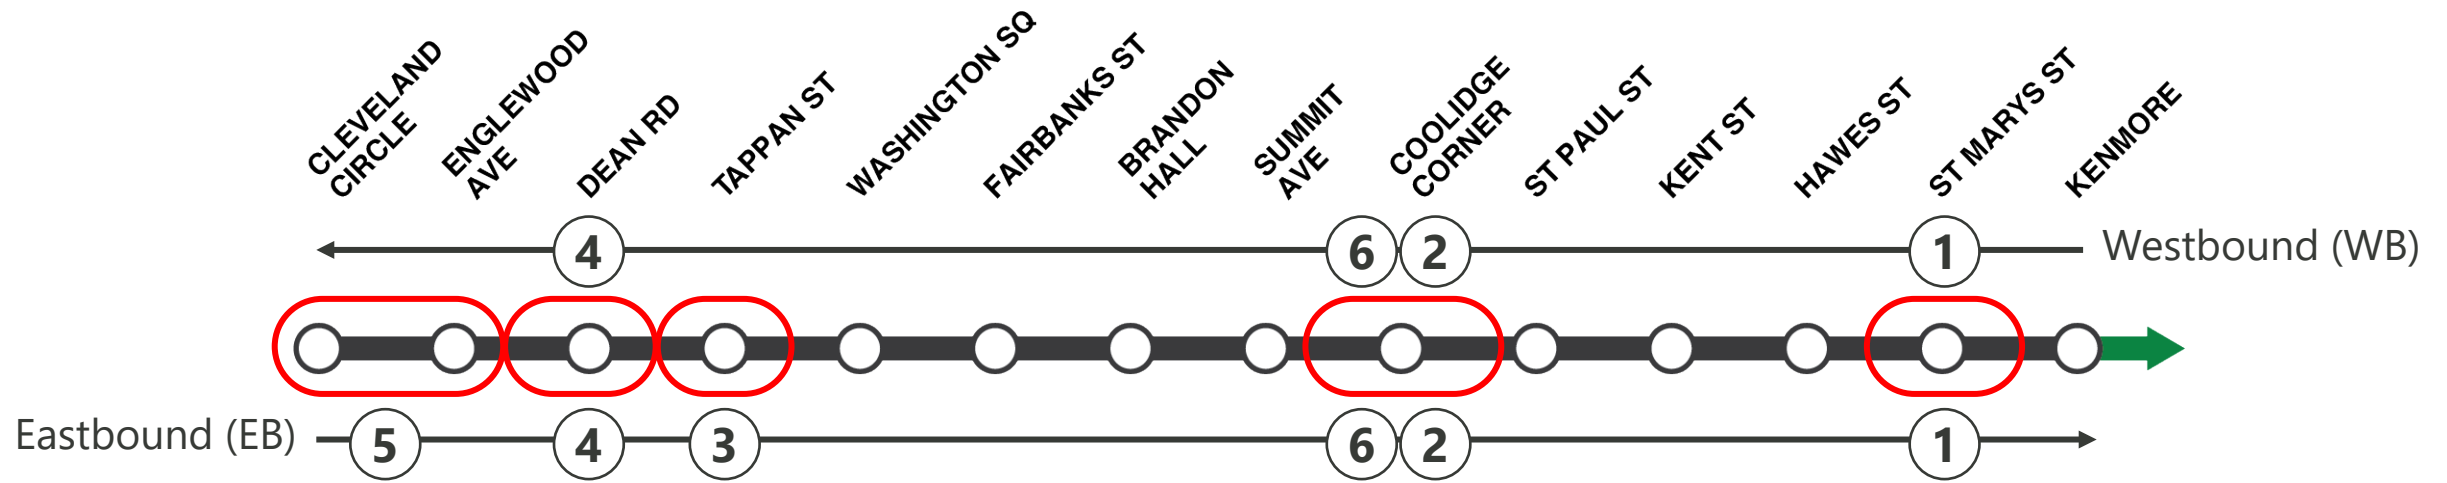 CLEVELAND
CIRCLE
ENGLEWOOD
AVE
DEAN RD
TAPPAN ST
WASHINGTON SQ
FAIRBANKS ST
BRANDON
HALL
SUMMIT
AVE
COOLIDGE
CORNER
ST PAUL ST
KENT ST
HAWES ST
ST MARYS ST
KENMORE
4 6 2 1 Westbound (WB)
Eastbound (EB) 5 4 3 6 2 1